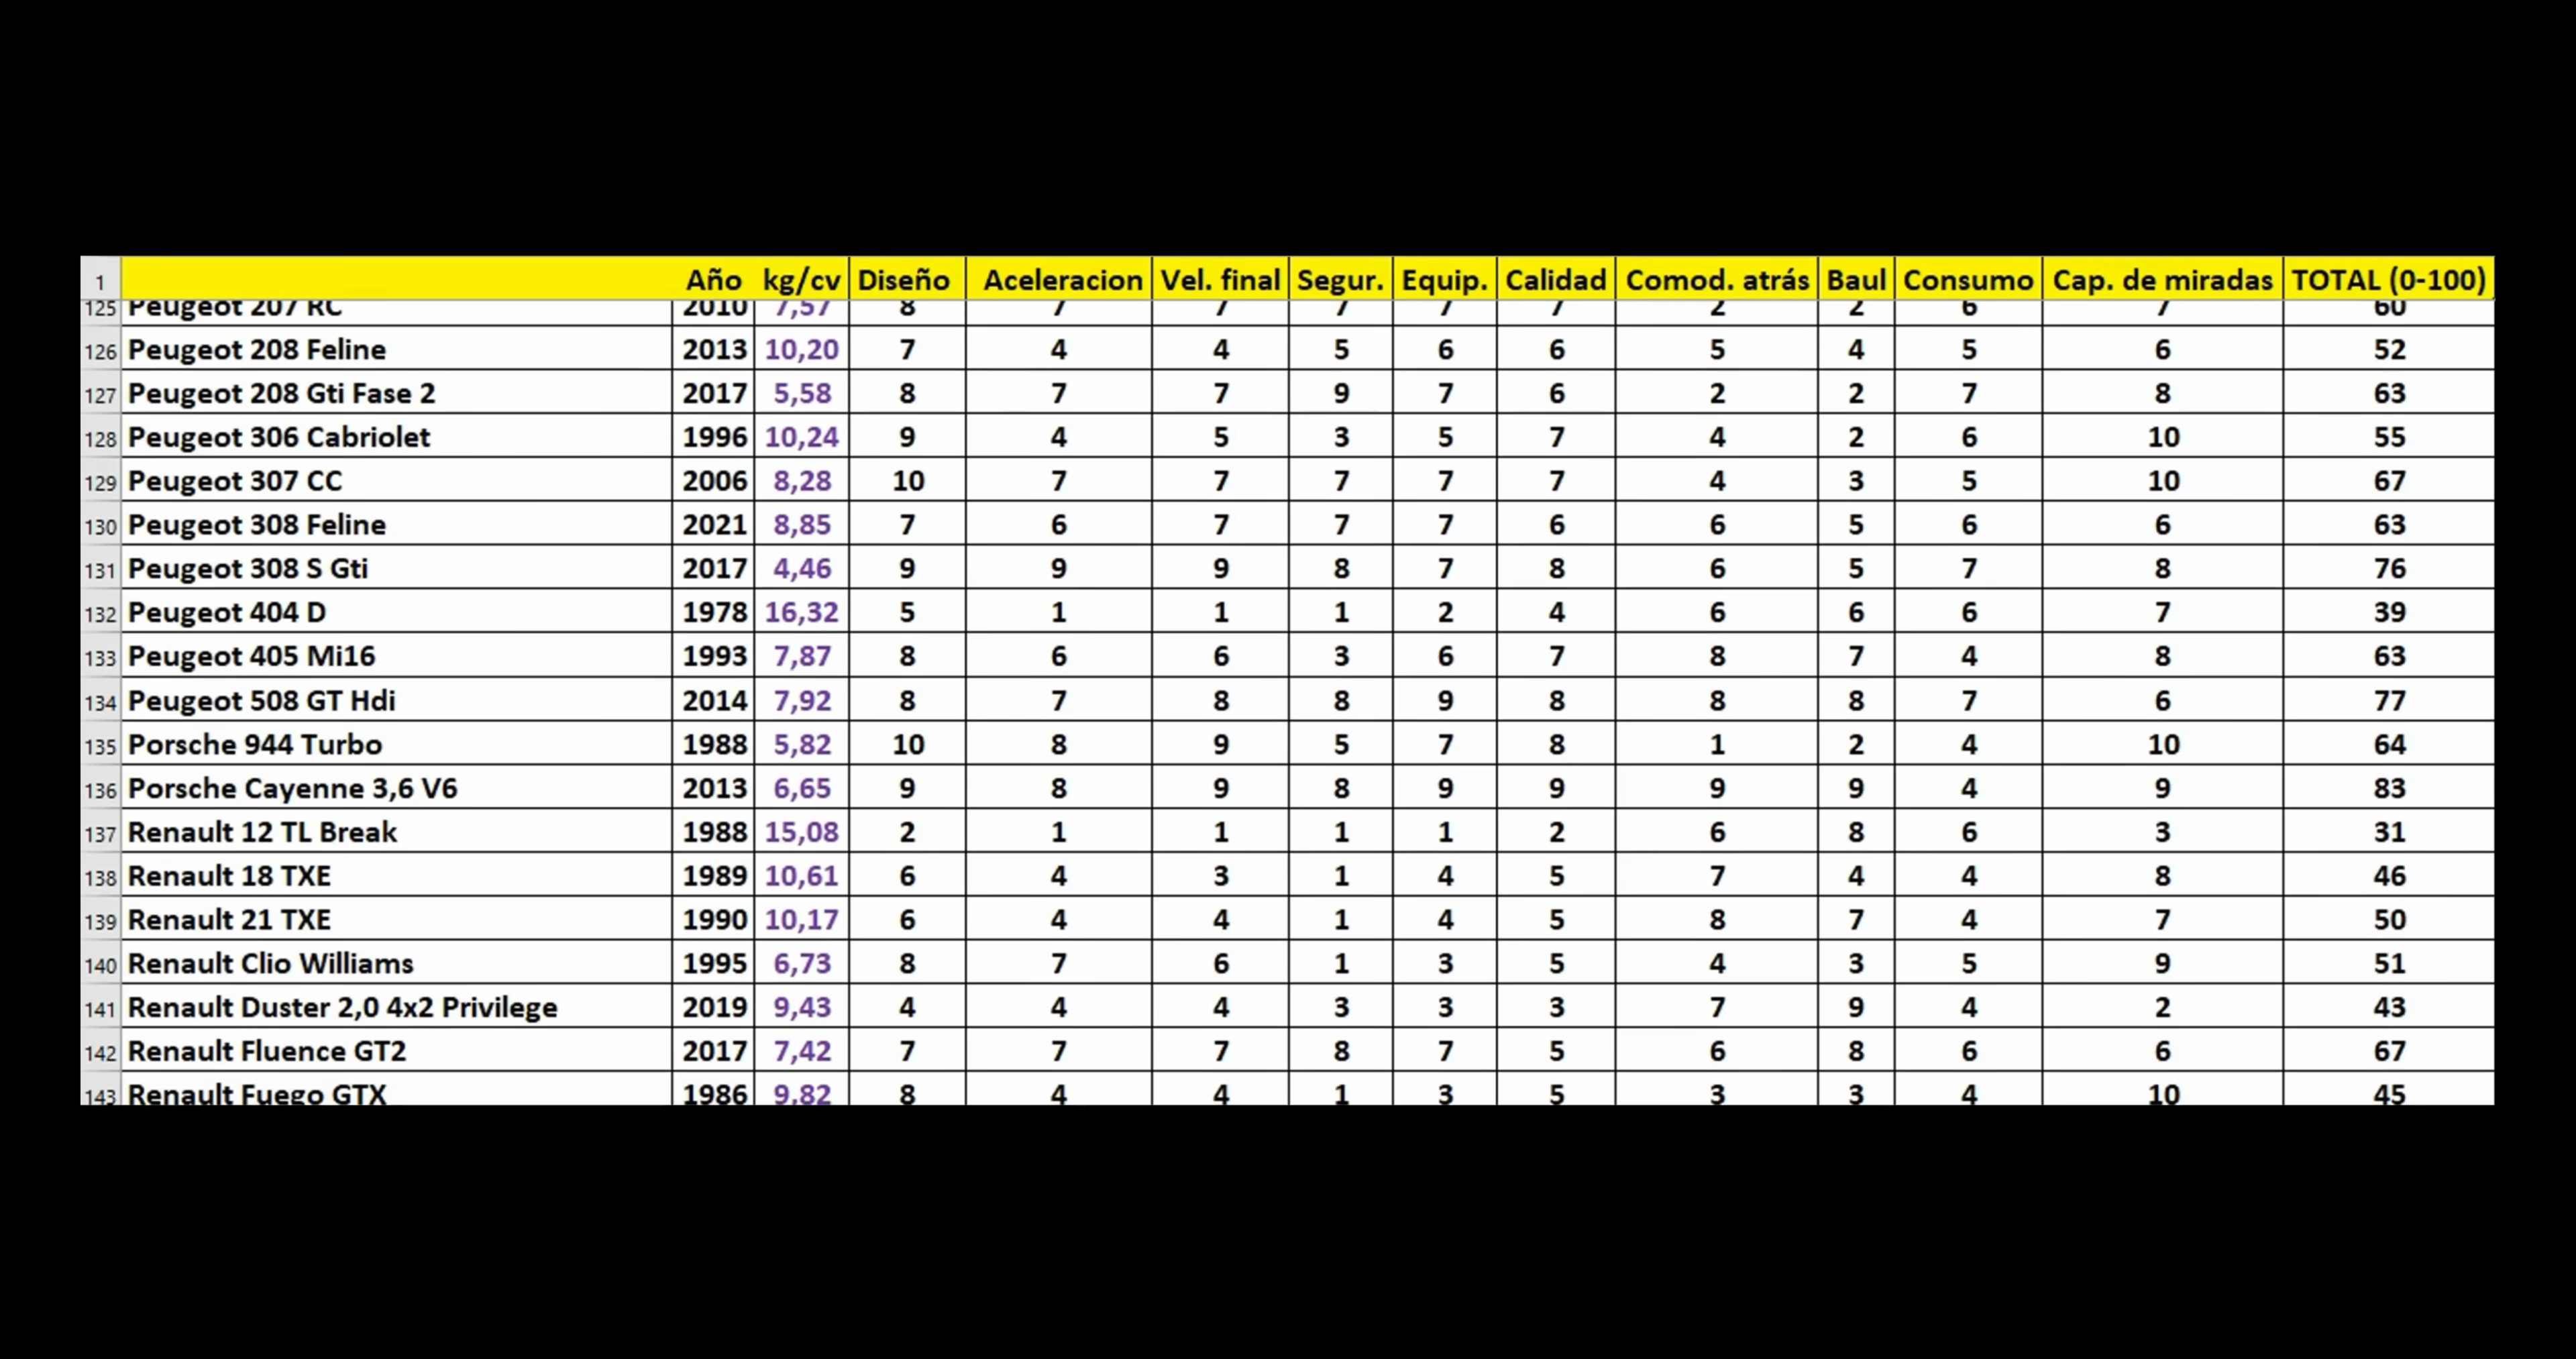 1 Año kg/cv Diseño Aceleracion Vel. final Segur. Equip. Calidad Comod. atrás Baul Consumo Cap. de miradas TOTAL (0-100)
125 Peugeot 207 RC 2010 7,57 8 7 7 7 7 7 2 2 6 7 60
126 Peugeot 208 Feline 2013 10,20 7 4 4 5 6 6 5 4 5 6 52
127 Peugeot 208 Gti Fase 2 2017 5,58 8 7 7 9 7 6 2 2 7 8 63
128 Peugeot 306 Cabriolet 1996 10,24 9 4 5 3 5 7 4 2 6 10 55
129 Peugeot 307 CC 2006 8,28 10 7 7 7 7 7 4 3 5 10 67
130 Peugeot 308 Feline 2021 8,85 7 6 7 7 7 6 6 5 6 6 63
131 Peugeot 308 S Gti 2017 4,46 9 9 9 8 7 8 6 5 7 8 76
132 Peugeot 404 D 1978 16,32 5 1 1 1 2 4 6 6 6 7 39
133 Peugeot 405 Mi16 1993 7,87 8 6 6 3 6 7 8 7 4 8 63
134 Peugeot 508 GT Hdi 2014 7,92 8 7 8 8 9 8 8 8 7 6 77
135 Porsche 944 Turbo 1988 5,82 10 8 9 5 7 8 1 2 4 10 64
136 Porsche Cayenne 3,6 V6 2013 6,65 9 8 9 8 9 9 9 9 4 9 83
137 Renault 12 TL Break 1988 15,08 2 1 1 1 1 2 6 8 6 3 31
138 Renault 18 TXE 1989 10,61 6 4 3 1 4 5 7 4 4 8 46
139 Renault 21 TXE 1990 10,17 6 4 4 1 4 5 8 7 4 7 50
140 Renault Clio Williams 1995 6,73 8 7 6 1 3 5 4 3 5 9 51
141 Renault Duster 2,0 4x2 Privilege 2019 9,43 4 4 4 3 3 3 7 9 4 2 43
142 Renault Fluence GT2 2017 7,42 7 7 7 8 7 5 6 8 6 6 67
143 Renault Fuego GTX 1986 9,82 8 4 4 1 3 5 3 3 4 10 45